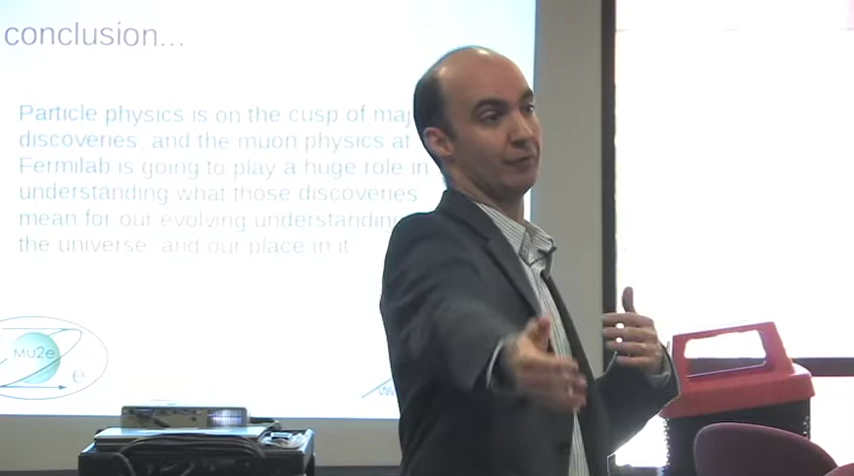 conclusion...
Particle physics is on the cusp of maj
discoveries, and the muon physics at
Fermilab is going to play a huge role in
understanding what those discoveries
mean for our evolving understanding
the universe and our place in it
Mu2e
e